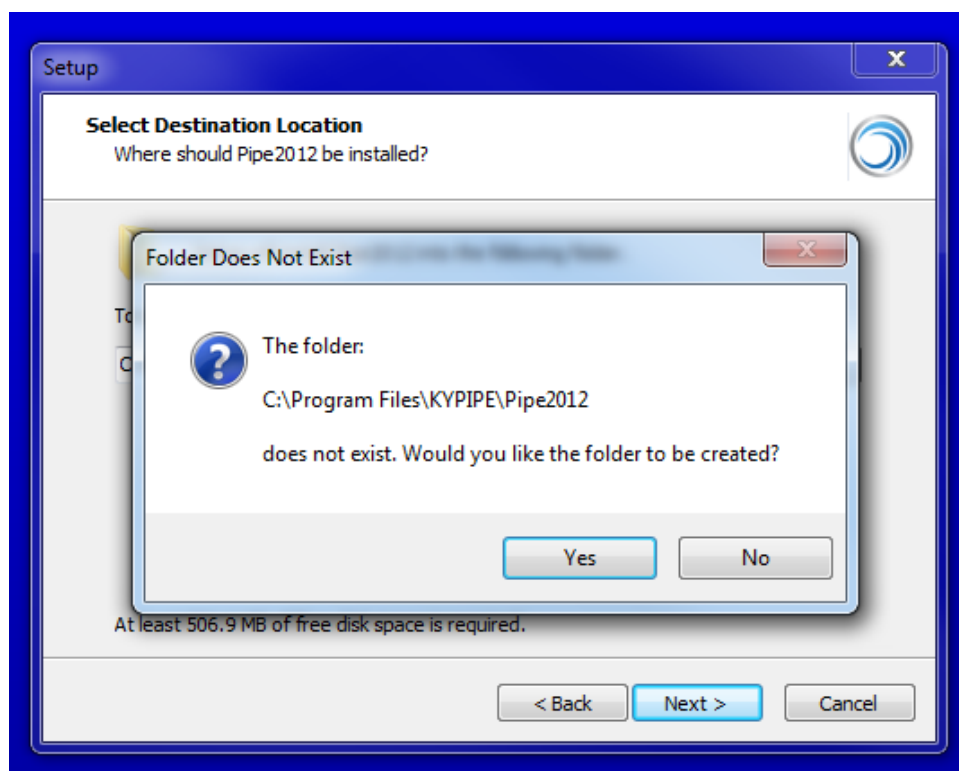 Setup
Select Destination Location
Where should Pipe2012 be installed?
Folder Does Not Exist
The folder:
C:\Program Files\KYPIPE\Pipe2012
does not exist. Would you like the folder to be created?
Yes No
At least 506.9 MB of free disk space is required.
< Back Next > Cancel